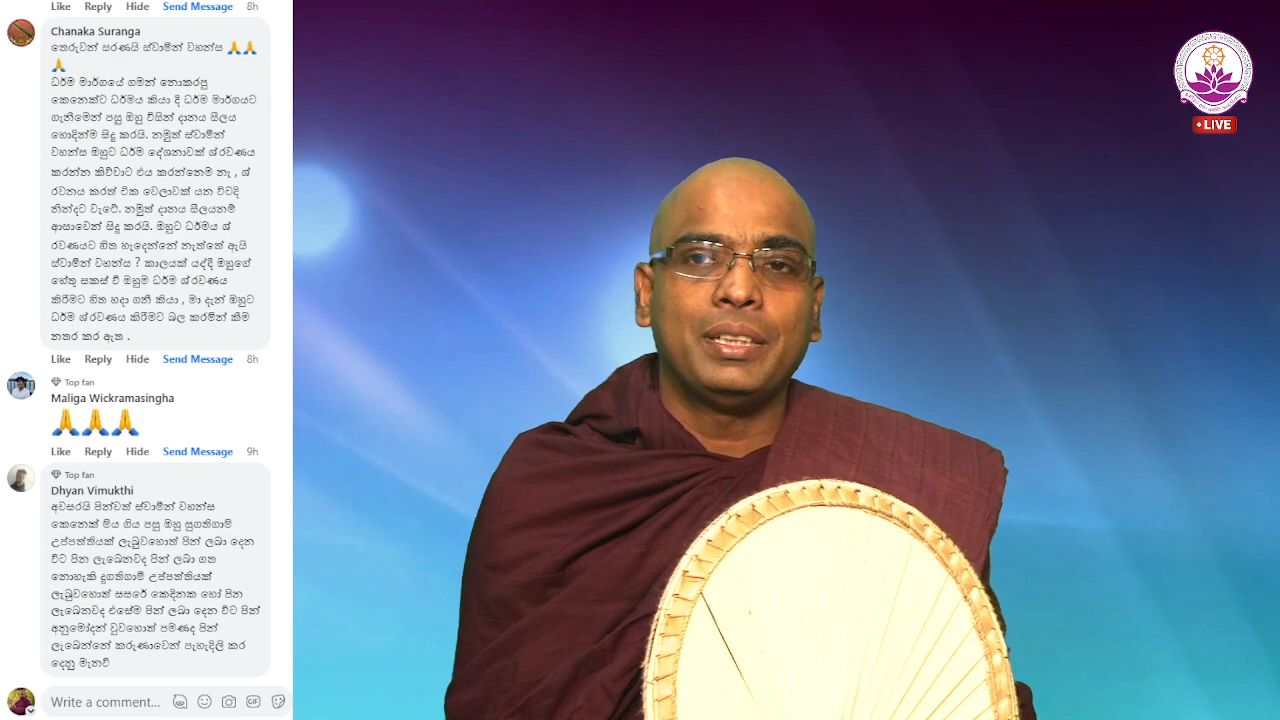 Like Reply Hide Send Message 8h
Chanaka Suranga
තෙරුවන් සරණයි ස්වාමීන් වහන්ස 🙏🙏
🙏
ධර්ම මාර්ගයේ ගමන් නොකරපු
කෙනෙක්ට ධර්මය කියා දී ධර්ම මාර්ගයට
ගැනීමෙන් පසු ඔහු විසින් දානය සීලය
හොදින්ම සිදු කරයි. නමුත් ස්වාමීන්
වහන්ස ඔහුට ධර්ම දේශනාවක් ශ්‍රවණය
කරන්න කිව්වාට එය කරන්නෙම නැ , ශ්
රවනය කරත් ටික වෙලාවක් යන විටදි
නින්දට වැටේ. නමුත් දානය සීලයනම්
ආසාවෙන් සිදු කරයි. ඔහුට ධර්මය ශ්
රවණයට හිත හැදෙන්නේ නැත්තේ ඇයි
ස්වාමීන් වහන්ස ? කාලයක් යද්දී ඔහුගේ
හේතු සකස් වී ඔහුම ධර්ම ශ්‍රවණය
කිරීමට හිත හදා ගනී කියා , මා දැන් ඔහුට
ධර්ම ශ්‍රවණය කිරීමට බල කරමින් කීම
නතර කර ඇත .
Like Reply Hide Send Message 8h
Top fan
Maliga Wickramasingha
🙏🙏🙏
Like Reply Hide Send Message 9h
Top fan
Dhyan Vimukthi
අවසරයි පින්වත් ස්වාමීන් වහන්ස
කෙනෙක් මිය ගිය පසු ඔහු සුගතිගාමි
උප්පත්තියක් ලැබුවහොත් පින් ලබා දෙන
විට පින ලැබෙනවද පින් ලබා ගත
නොහැකි දුගතිගාමී උප්පත්තියක්
ලැබුවහොත් සසරේ කෙදිනක හෝ පින
ලැබෙනවද එසේම පින් ලබා දෙන විට පින්
අනුමෝදන් වුවහොත් පමණද පින්
ලැබෙන්නේ කරුණාවෙන් පැහැදිලි කර
දෙනු මැනවි
Write a comment...
GIF
• LIVE